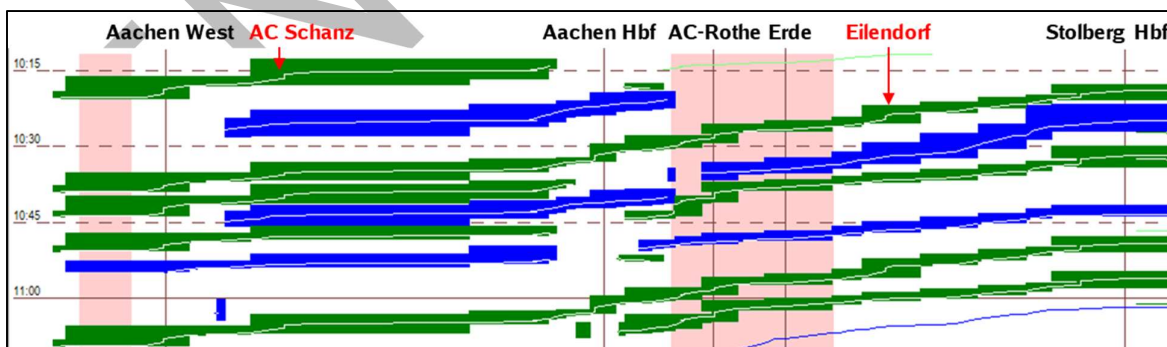 Aachen West AC Schanz Aachen Hbf AC-Rothe Erde Eilendorf Stolberg Hbf
10:15
10:30
10:45
11:00